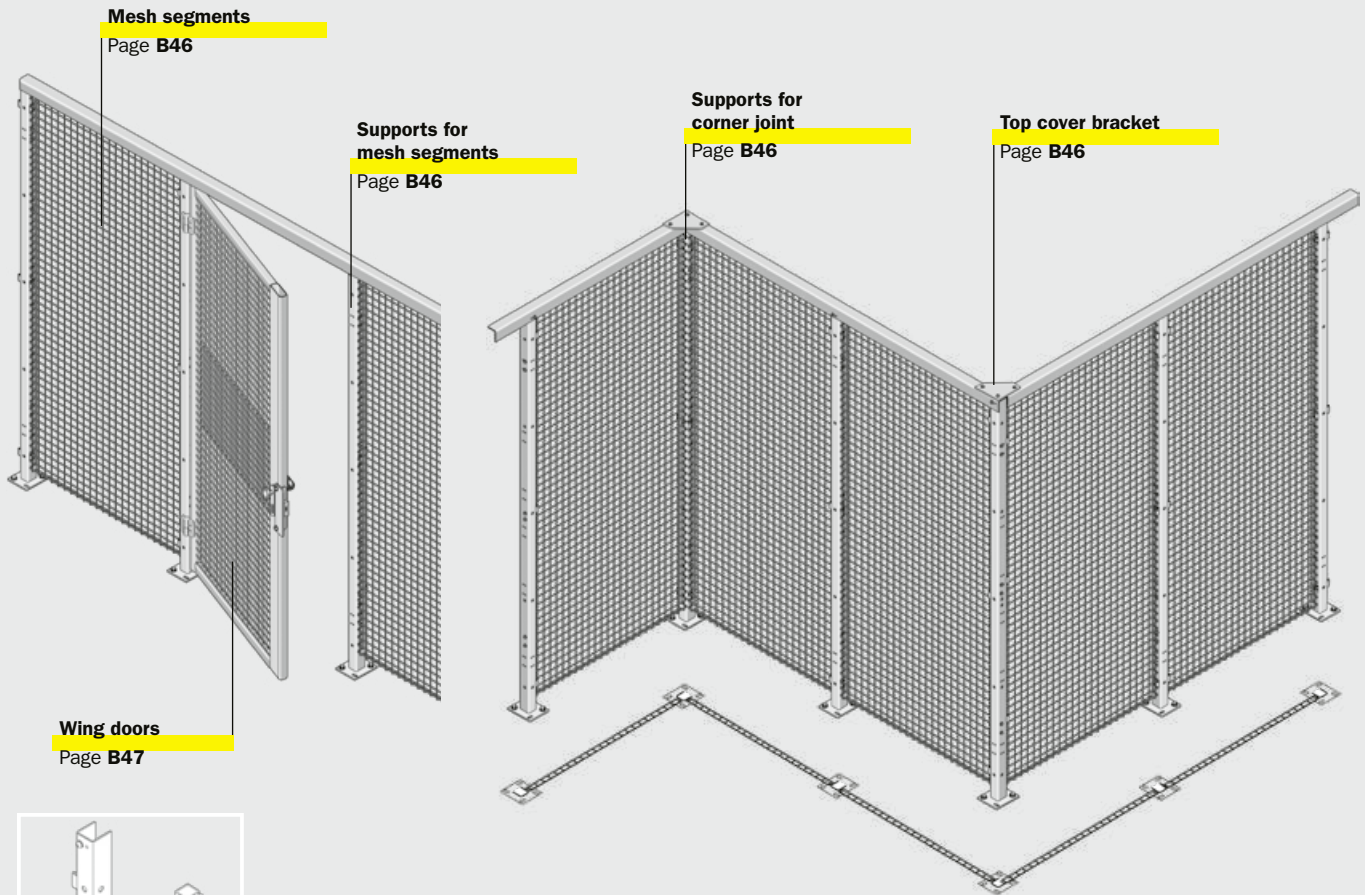 Mesh segments
Page B46
Supports for
mesh segments
Page B46
Supports for
corner joint
Page B46
Top cover bracket
Page B46
Wing doors
Page B47